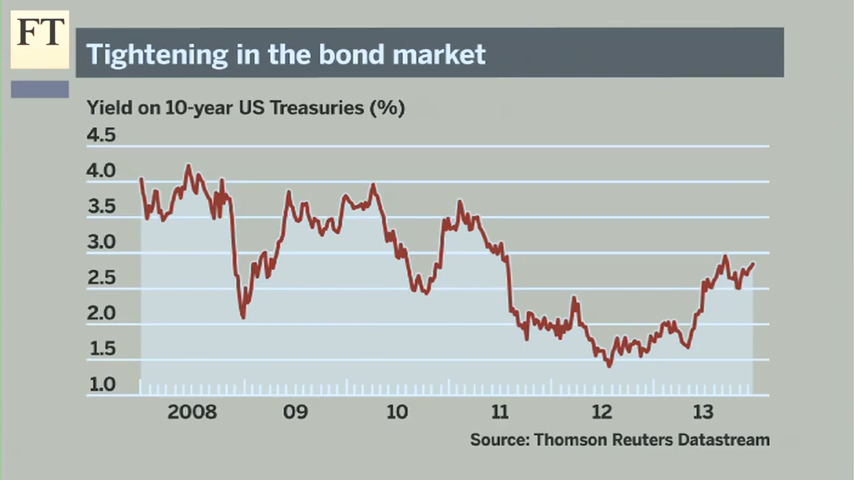 FT
Tightening in the bond market
Yield on 10-year US Treasuries (%)
4.5
4.0
3.5
3.0
2.5
2.0
1.5
1.0
2008 09 10 11 12 13
Source: Thomson Reuters Datastream